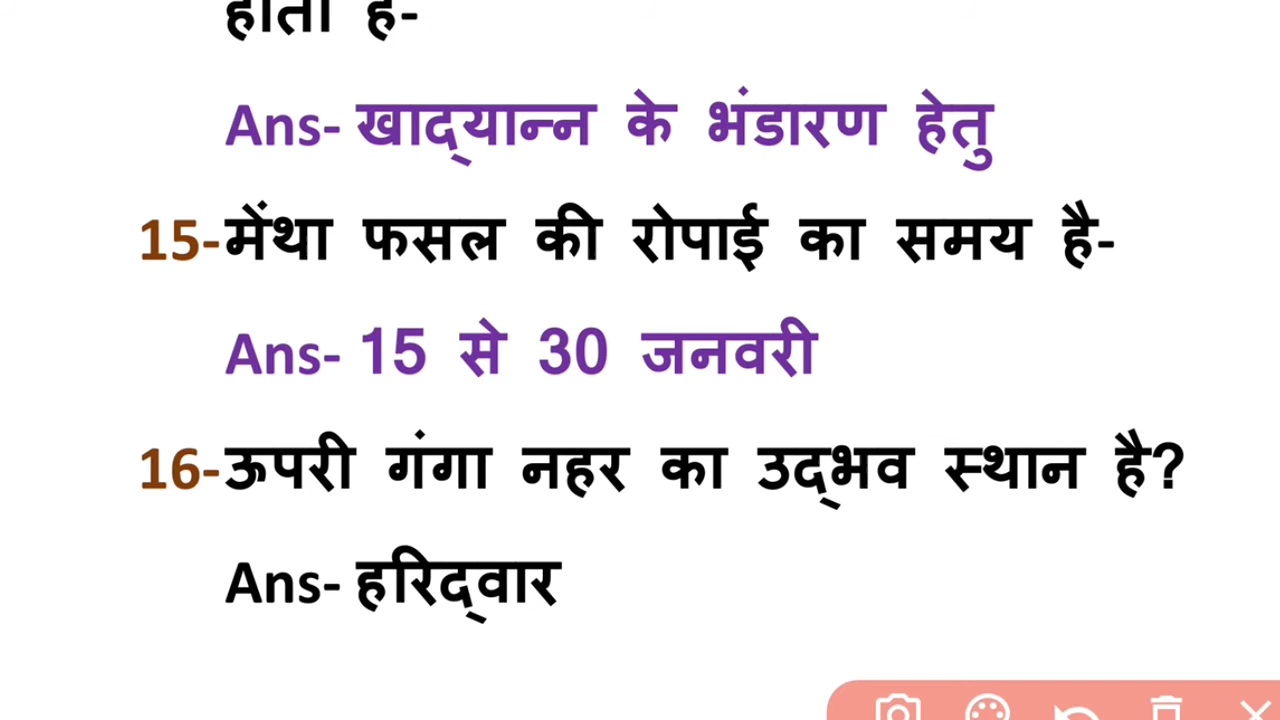 होता है-
Ans- खाद्यान्न के भंडारण हेतु
15-मेंथा फसल की रोपाई का समय है-
Ans- 15 से 30 जनवरी
16-ऊपरी गंगा नहर का उद्भव स्थान है?
Ans- हरिद्वार